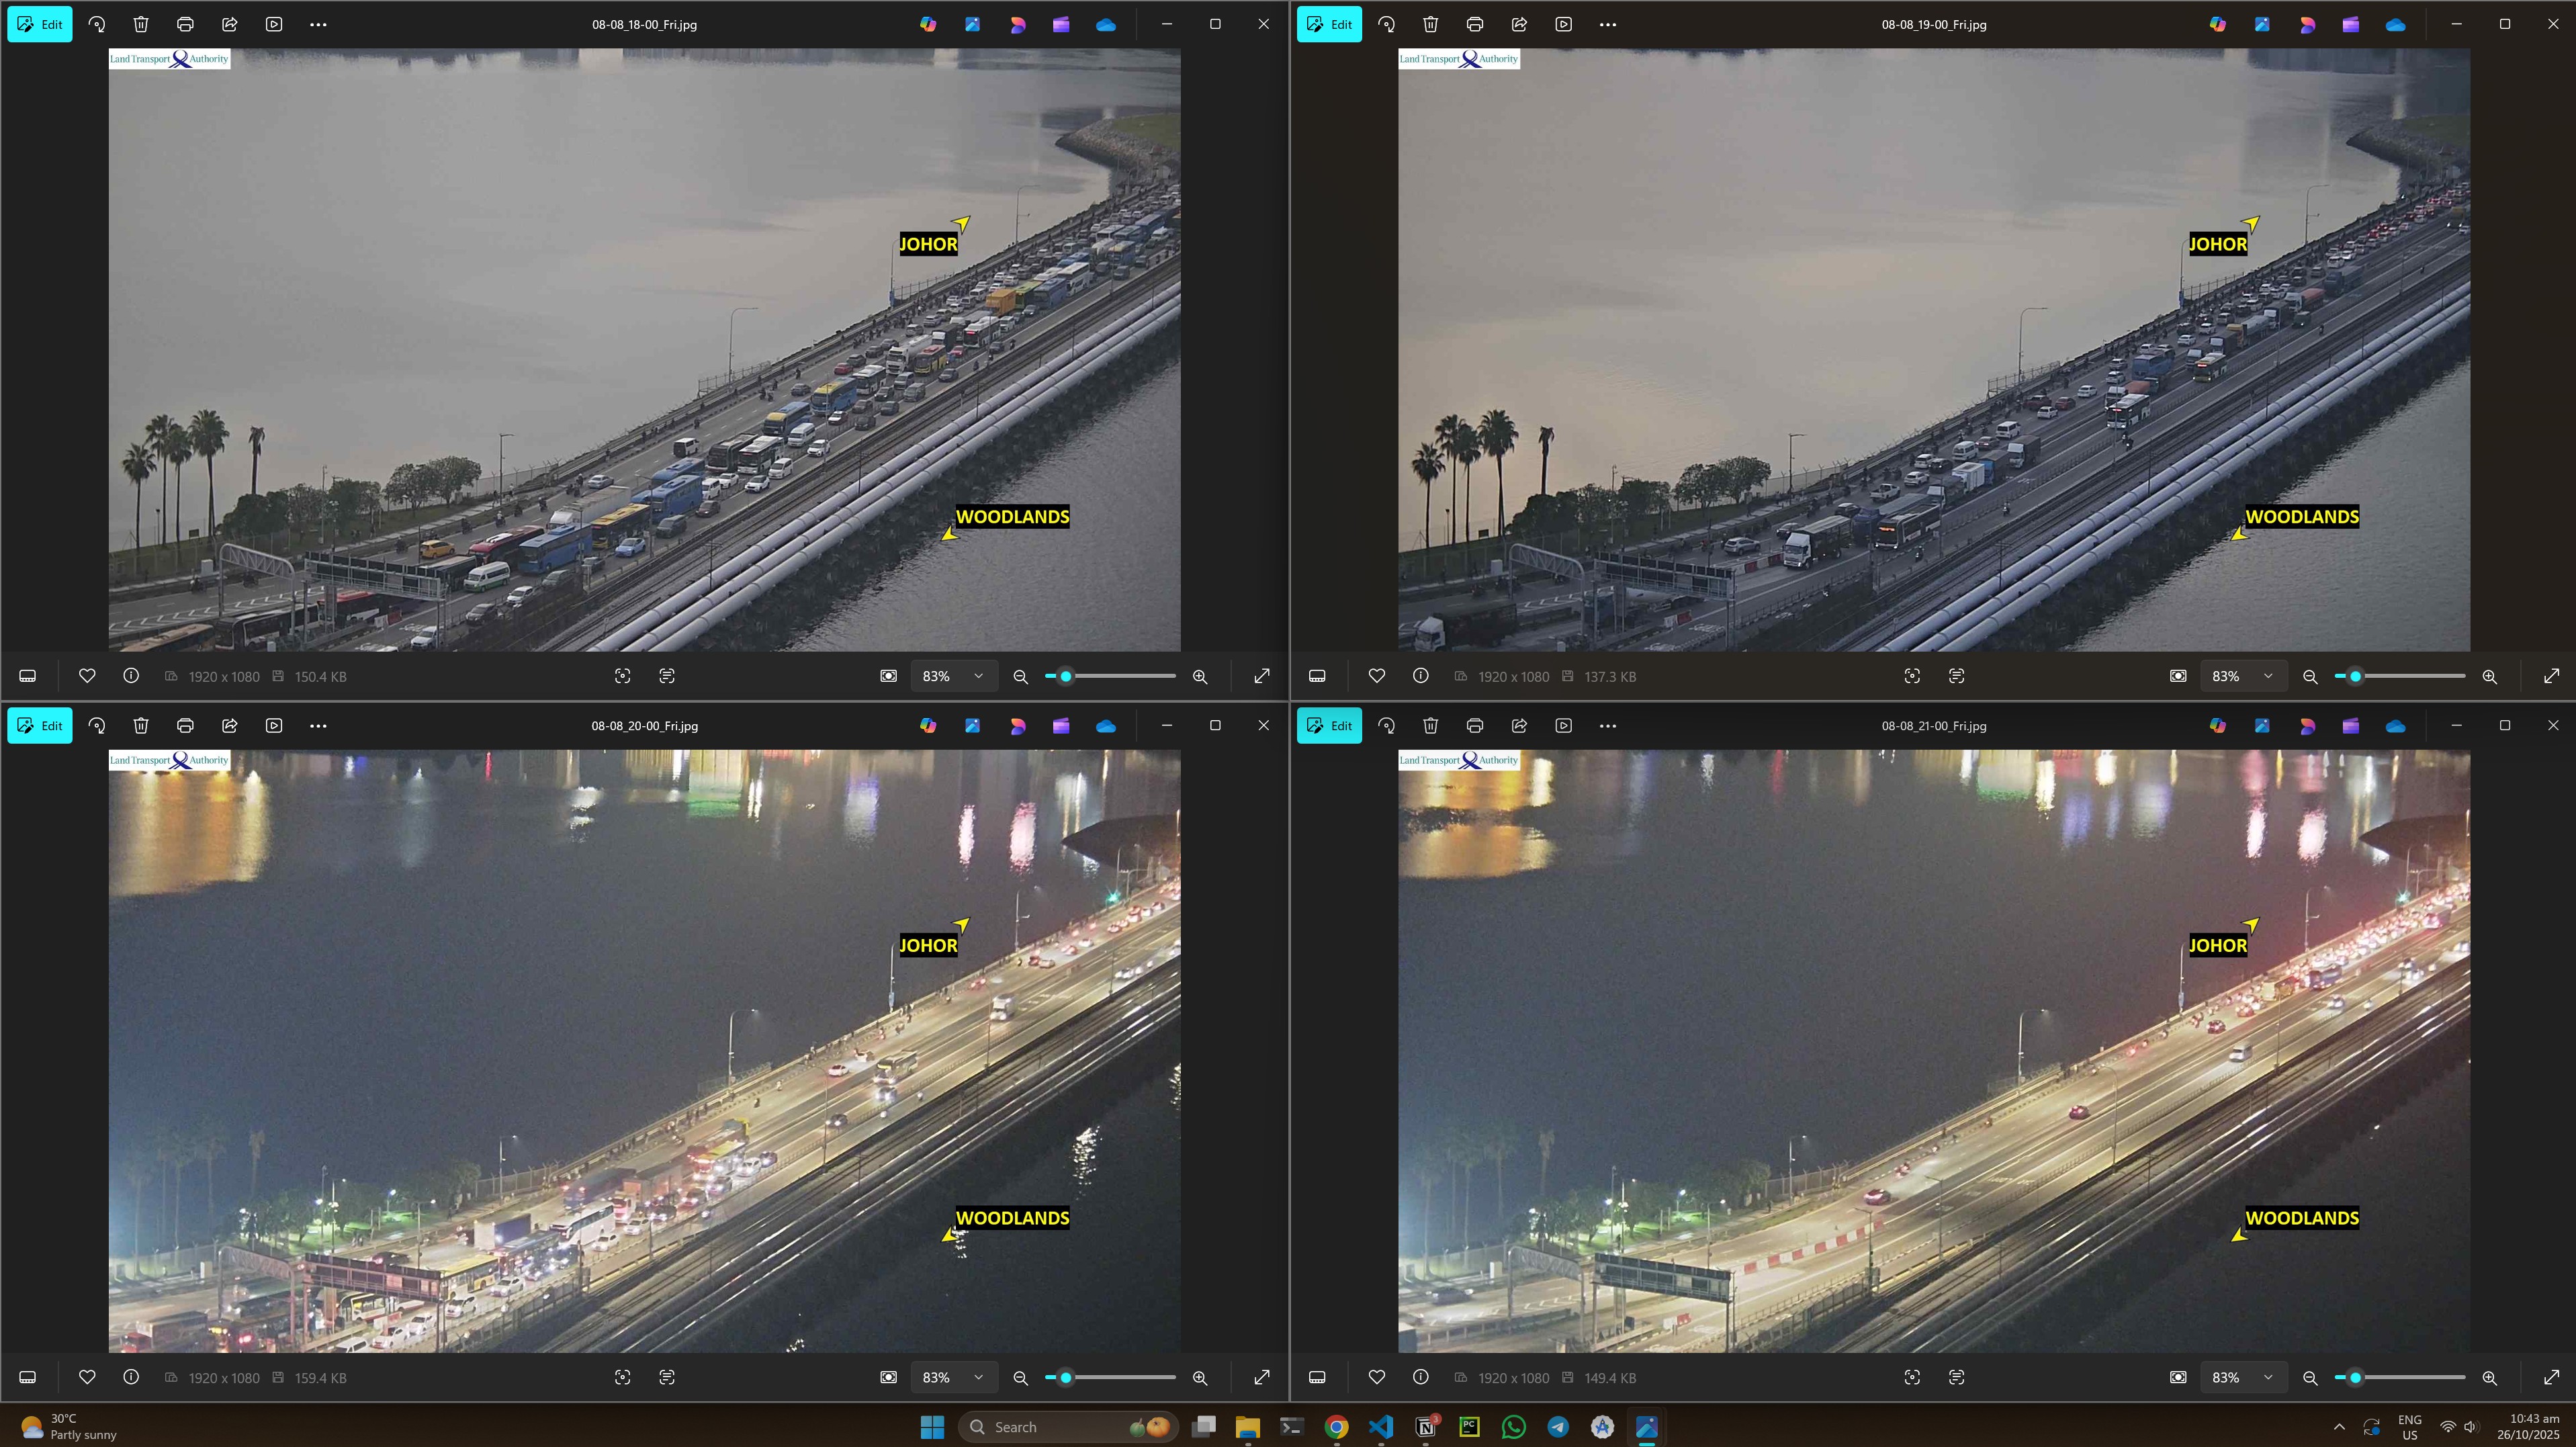 Edit
08-08_18-00_Fri.jpg
Land Transport Authority
JOHOR
WOODLANDS
1920 x 1080
150.4 KB
83%
Edit
08-08_19-00_Fri.jpg
Land Transport Authority
JOHOR
WOODLANDS
1920 x 1080
137.3 KB
83%
Edit
08-08_20-00_Fri.jpg
Land Transport Authority
JOHOR
WOODLANDS
1920 x 1080
159.4 KB
83%
Edit
08-08_21-00_Fri.jpg
Land Transport Authority
JOHOR
WOODLANDS
1920 x 1080
149.4 KB
83%
30°C
Partly sunny
Search
3
PC
ENG
US
10:43 am
26/10/2025